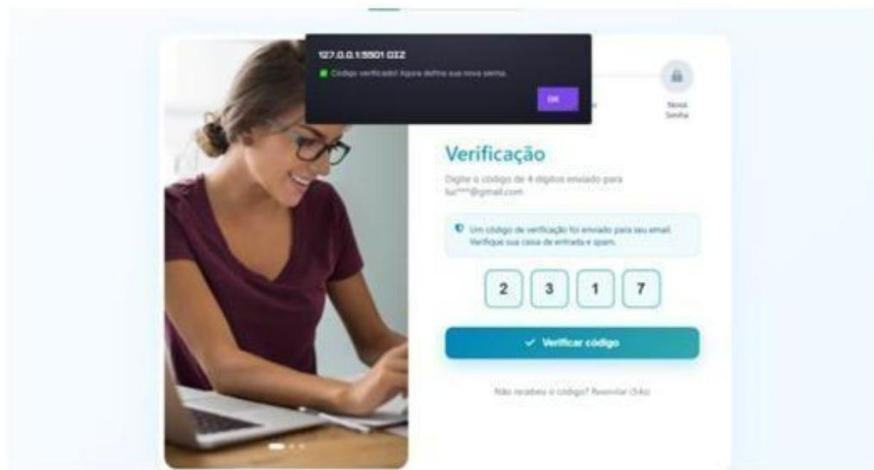 127.0.0.1:5501 DIZ
Código verificado! Agora defina sua nova senha.
OK
Nova
Senha
Verificação
Digite o código de 4 dígitos enviado para
luc***@gmail.com
Um código de verificação foi enviado para seu email.
Verifique sua caixa de entrada e spam.
2 3 1 7
Verificar código
Não recebeu o código? Reenviar (54s)